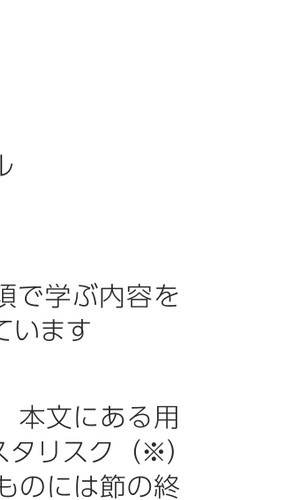 ル
項で学ぶ内容を
ています
本文にある用
スタリスク（※）
ものには節の終